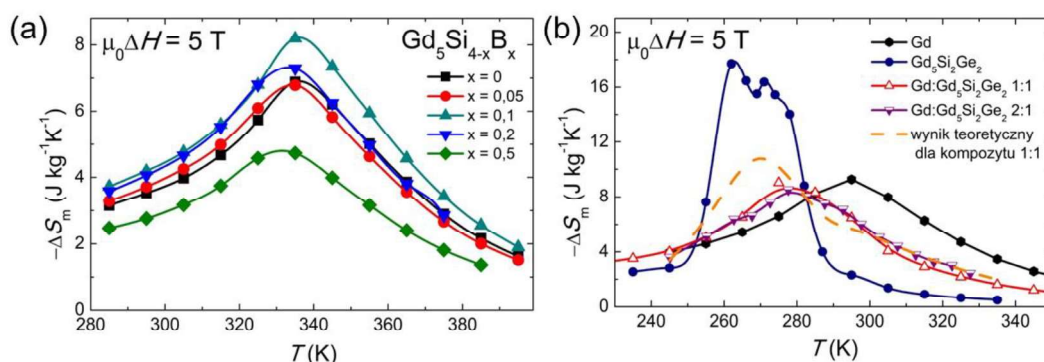 (a)
μ₀ΔH = 5 T
Gd₅Si₄₋ₓBₓ
x = 0
x = 0,05
x = 0,1
x = 0,2
x = 0,5
−ΔSₘ (J kg⁻¹K⁻¹)
8
6
4
2
0
280 300 320 340 360 380
T (K)
(b)
μ₀ΔH = 5 T
Gd
Gd₅Si₂Ge₂
Gd:Gd₅Si₂Ge₂ 1:1
Gd:Gd₅Si₂Ge₂ 2:1
wynik teoretyczny
dla kompozytu 1:1
−ΔSₘ (J kg⁻¹K⁻¹)
20
16
12
8
4
0
240 260 280 300 320 340
T (K)